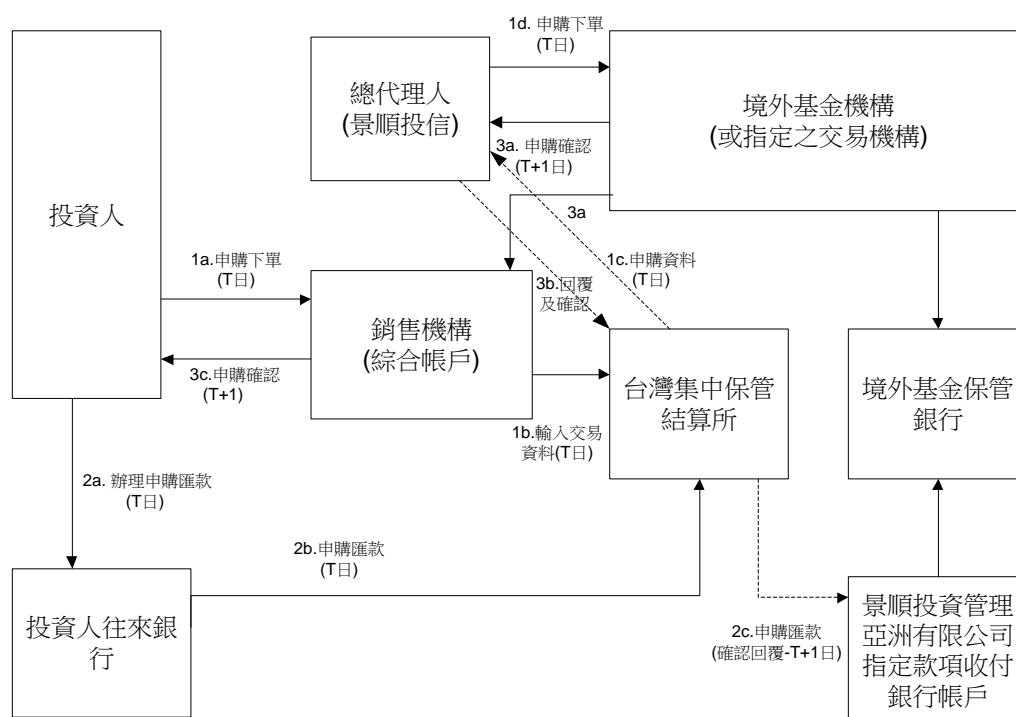 1d. 申購下單
(T日)
總代理人
(景順投信)
境外基金機構
(或指定之交易機構)
3a. 申購確認
(T+1日)
投資人
3a
1a.申購下單
(T日)
1c.申購資料
(T日)
3b.回覆
及確認
銷售機構
(綜合帳戶)
3c.申購確認
(T+1)
台灣集中保管
結算所
境外基金保管
銀行
1b.輸入交易
資料(T日)
2a. 辦理申購匯款
(T日)
2b.申購匯款
(T日)
投資人往來銀
行
2c.申購匯款
(確認回覆-T+1日)
景順投資管理
亞洲有限公司
指定款項收付
銀行帳戶